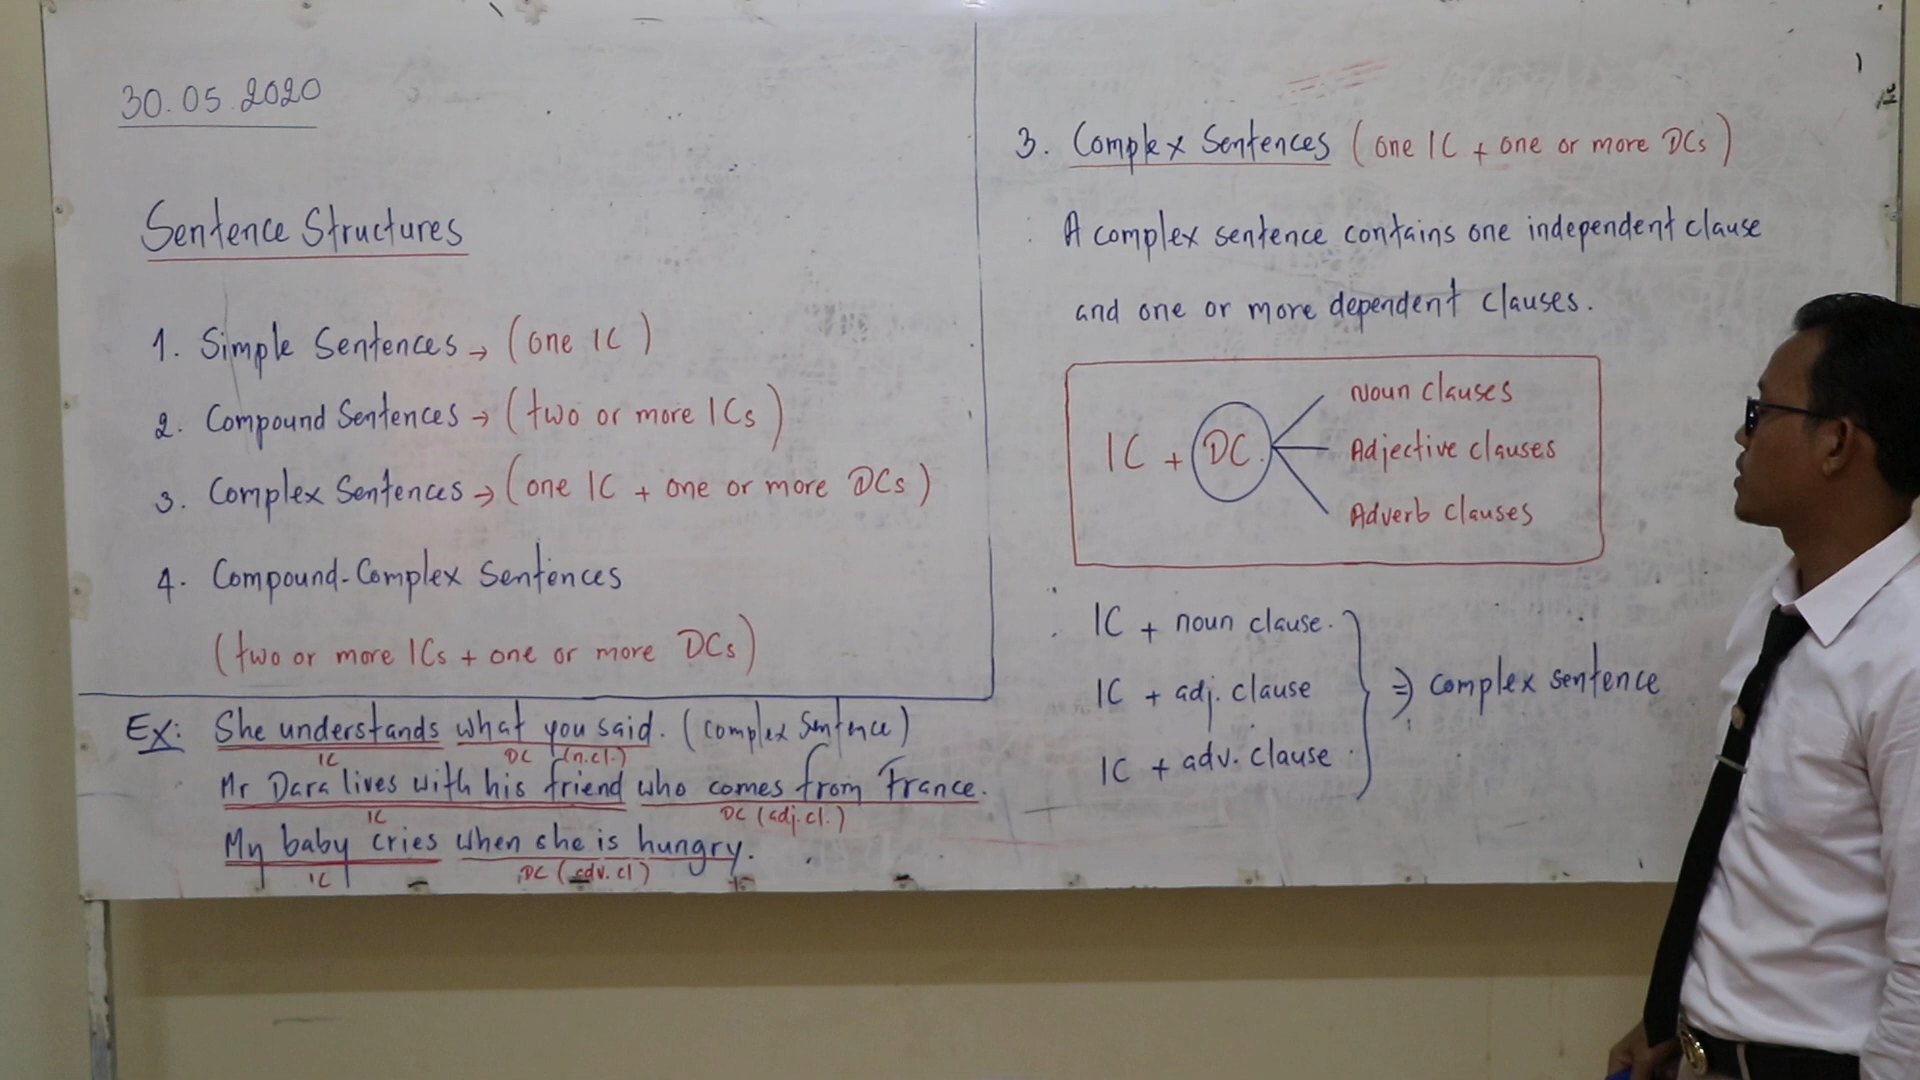 30.05.2020
Sentence Structures
1. Simple Sentences → (one IC)
2. Compound Sentences → (two or more ICs)
3. Complex Sentences → (one IC + one or more DCs)
4. Compound-Complex Sentences
(two or more ICs + one or more DCs)
Ex: She understands what you said. (complex sentence)
IC DC (n.cl.)
Mr Dara lives with his friend who comes from France.
IC DC (adj.cl.)
My baby cries when she is hungry.
IC DC (adv.cl)
3. Complex Sentences (one IC + one or more DCs)
A complex sentence contains one independent clause
and one or more dependent clauses.
Noun clauses
IC + DC. Adjective clauses
Adverb clauses
IC + noun clause.
IC + adj. clause ⇒ complex sentence
IC + adv. clause